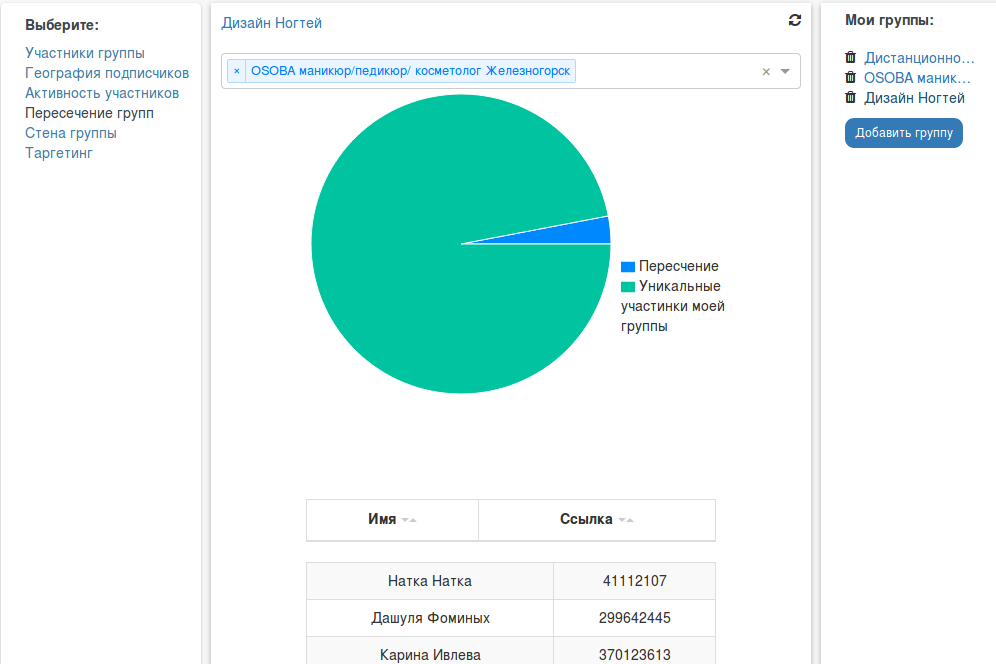 Выберите:
Участники группы
География подписчиков
Активность участников
Пересечение групп
Стена группы
Таргетинг
Дизайн Ногтей
× OSOBA маникюр/педикюр/ косметолог Железногорск ×
Пересчение
Уникальные
участинки моей
группы
Имя Ссылка
Натка Натка 41112107
Дашуля Фоминых 299642445
Карина Ивлева 370123613
Мои группы:
Дистанционно...
OSOBA маник...
Дизайн Ногтей
Добавить группу